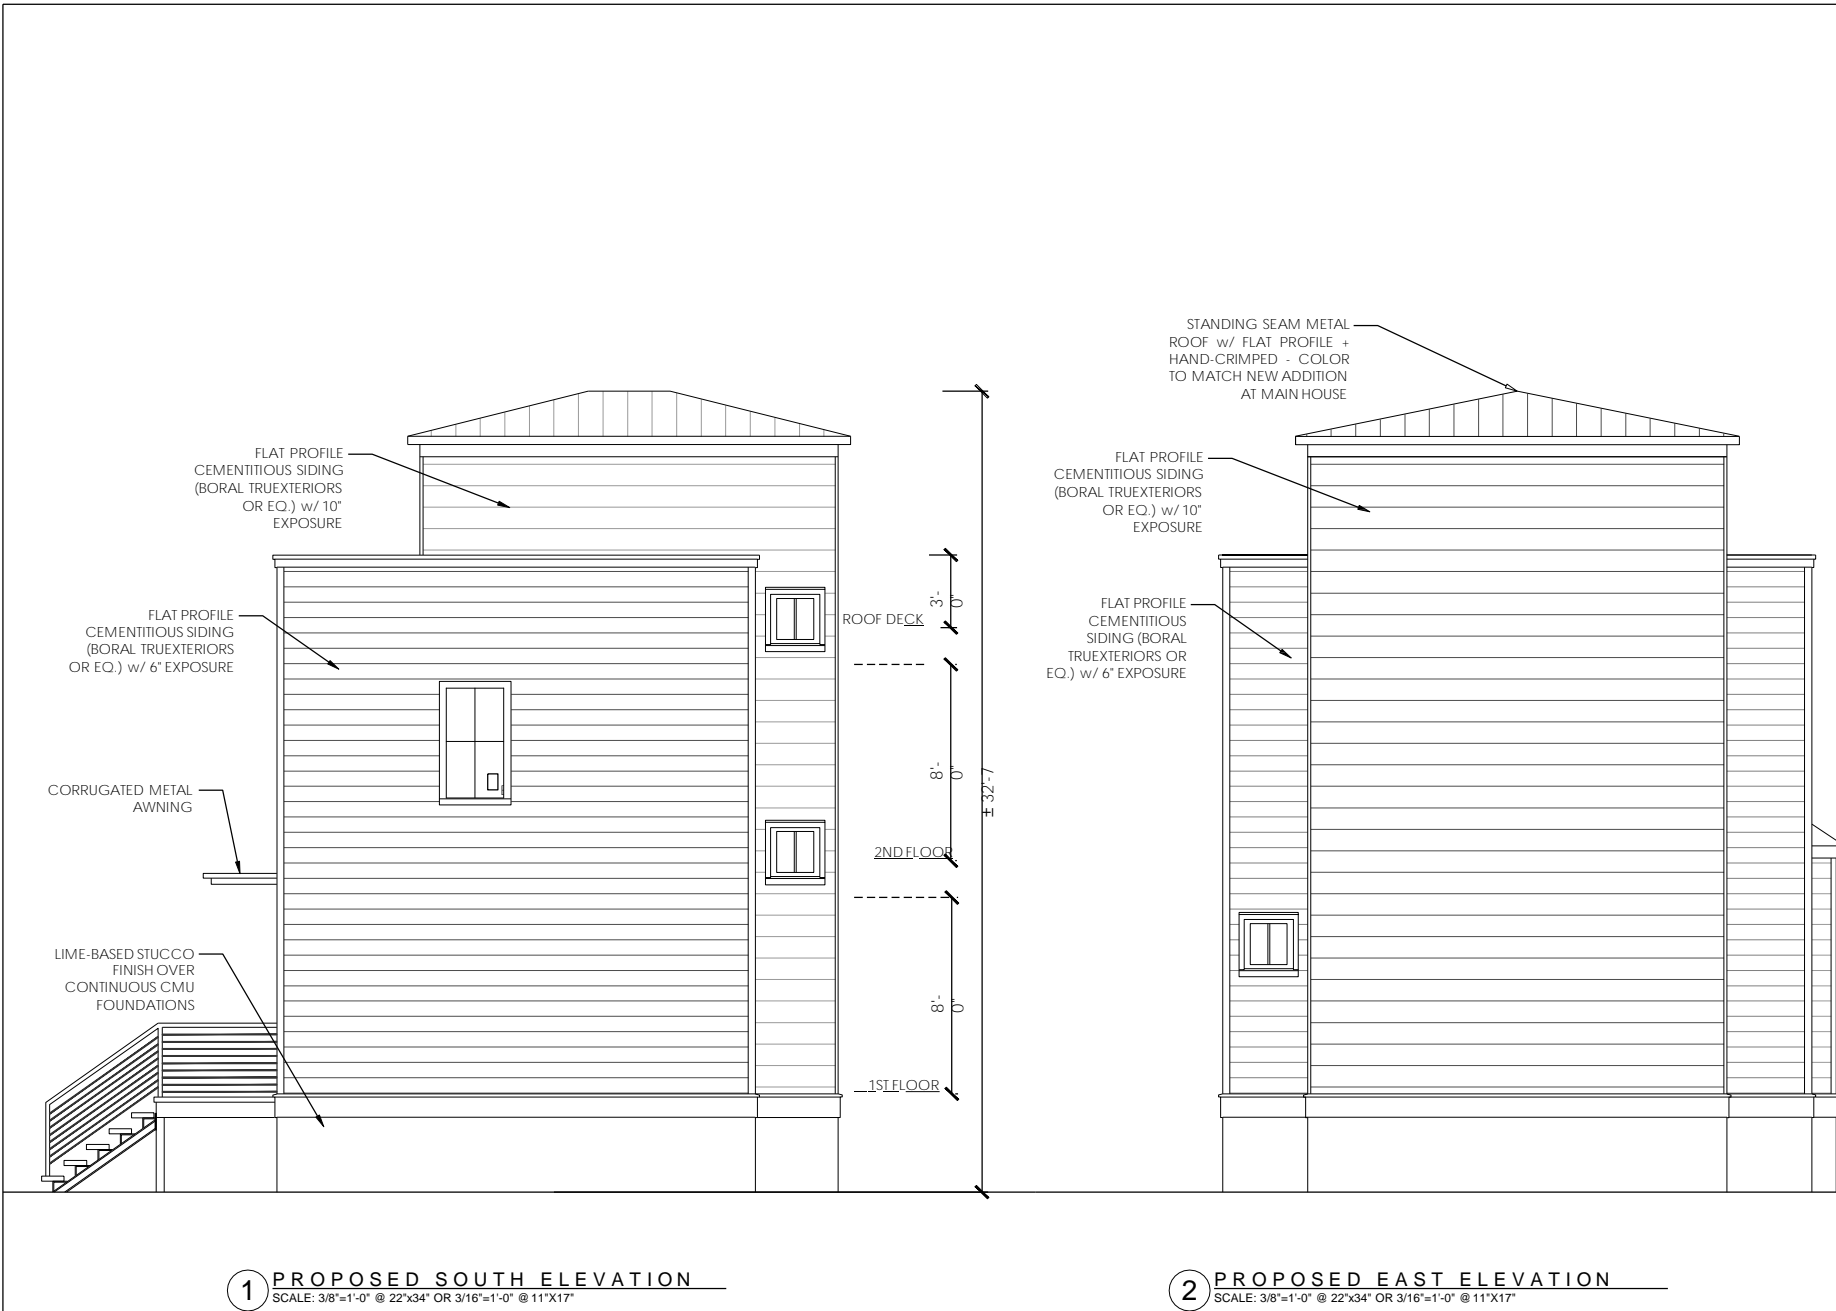 STANDING SEAM METAL
ROOF w/ FLAT PROFILE +
HAND-CRIMPED - COLOR
TO MATCH NEW ADDITION
AT MAIN HOUSE
FLAT PROFILE
CEMENTITIOUS SIDING
(BORAL TRUEXTERIORS
OR EQ.) w/ 10"
EXPOSURE
FLAT PROFILE
CEMENTITIOUS SIDING
(BORAL TRUEXTERIORS
OR EQ.) w/ 6" EXPOSURE
CORRUGATED METAL
AWNING
LIME-BASED STUCCO
FINISH OVER
CONTINUOUS CMU
FOUNDATIONS
ROOF DECK
3'-
0"
8'-
0"
± 32'-7
2ND FLOOR
8'-
0"
1ST FLOOR
FLAT PROFILE
CEMENTITIOUS SIDING
(BORAL TRUEXTERIORS
OR EQ.) w/ 10"
EXPOSURE
FLAT PROFILE
CEMENTITIOUS
SIDING (BORAL
TRUEXTERIORS OR
EQ.) w/ 6" EXPOSURE
1 PROPOSED SOUTH ELEVATION
SCALE: 3/8"=1'-0" @ 22"x34" OR 3/16"=1'-0" @ 11"X17"
2 PROPOSED EAST ELEVATION
SCALE: 3/8"=1'-0" @ 22"x34" OR 3/16"=1'-0" @ 11"X17"